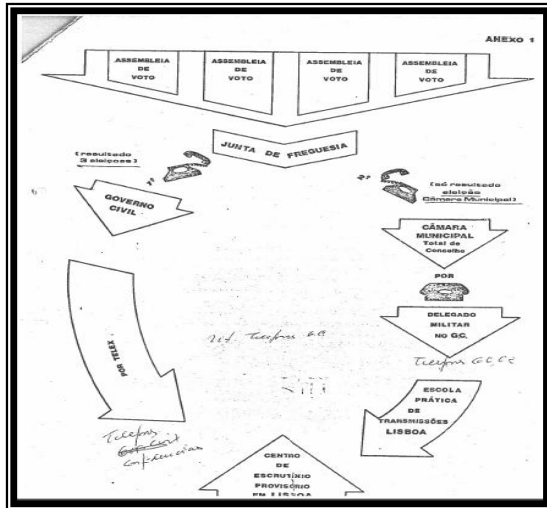 ANEXO 1
ASSEMBLEIA
DE
VOTO
ASSEMBLEIA
DE
VOTO
ASSEMBLEIA
DE
VOTO
ASSEMBLEIA
DE
VOTO
JUNTA DE FREGUESIA
(resultado
3 eleições)
2º
1º
(só resultado
eleição
Câmara Municipal)
GOVERNO
CIVIL
CÂMARA
MUNICIPAL
Total de
Concelho
POR
DELEGADO
MILITAR
NO G.C.
POR TELEX
ESCOLA
PRÁTICA
DE
TRANSMISSÕES
LISBOA
CENTRO
DE
ESCRUTÍNIO
PROVISÓRIO
EM LISBOA